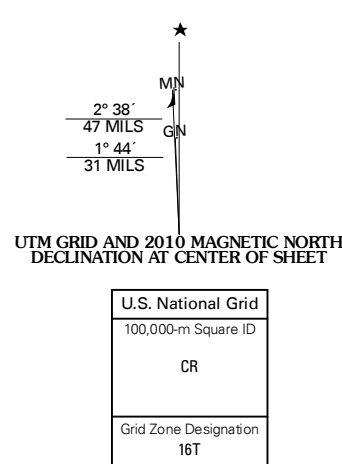 MN
2° 38´
47 MILS
GN
1° 44´
31 MILS
UTM GRID AND 2010 MAGNETIC NORTH
DECLINATION AT CENTER OF SHEET
U.S. National Grid
100,000-m Square ID
CR
Grid Zone Designation
16T